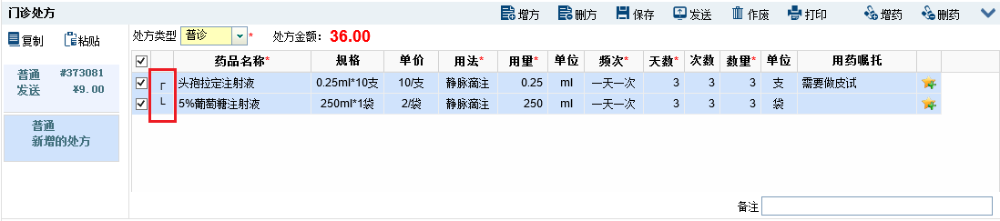 门诊处方 增方 删方 保存 发送 作废 打印 增药 删药
复制 粘贴 处方类型 普诊 * 处方金额： 36.00
普通 #373081
发送 ¥9.00
普通
新增的处方
药品名称* 规格 单价 用法* 用量* 单位 频次* 天数* 次数 数量* 单位 用药嘱托
┌ 头孢拉定注射液 0.25ml*10支 10/支 静脉滴注 0.25 ml 一天一次 3 3 3 支 需要做皮试
└ 5%葡萄糖注射液 250ml*1袋 2/袋 静脉滴注 250 ml 一天一次 3 3 3 袋
备注